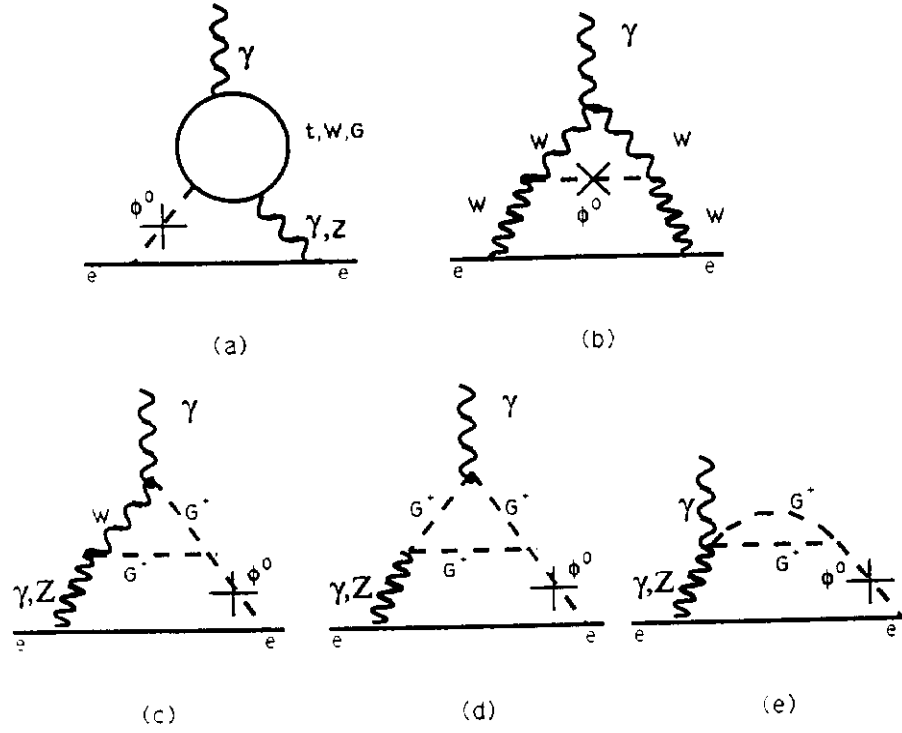 γ
t,W,G
φ⁰
γ,Z
e e
(a)
γ
W W
φ⁰
W W
e e
(b)
γ
W G⁺
G⁻
φ⁰
γ,Z
e e
(c)
γ
G⁺ G⁺
G⁻
φ⁰
γ,Z
e e
(d)
γ G⁺
G⁻
φ⁰
γ,Z
e e
(e)